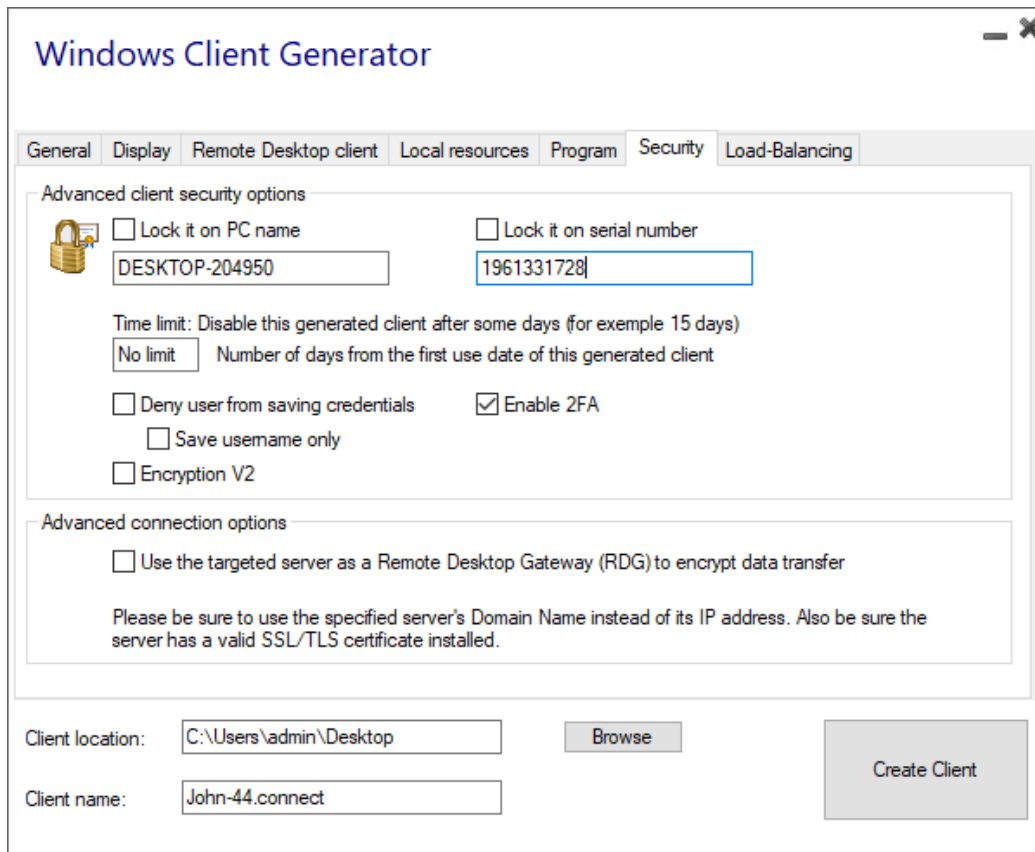 Windows Client Generator
General Display Remote Desktop client Local resources Program Security Load-Balancing
Advanced client security options
Lock it on PC name Lock it on serial number
DESKTOP-204950 1961331728
Time limit: Disable this generated client after some days (for exemple 15 days)
No limit Number of days from the first use date of this generated client
Deny user from saving credentials Enable 2FA
Save username only
Encryption V2
Advanced connection options
Use the targeted server as a Remote Desktop Gateway (RDG) to encrypt data transfer
Please be sure to use the specified server's Domain Name instead of its IP address. Also be sure the
server has a valid SSL/TLS certificate installed.
Client location: C:\Users\admin\Desktop Browse
Create Client
Client name: John-44.connect